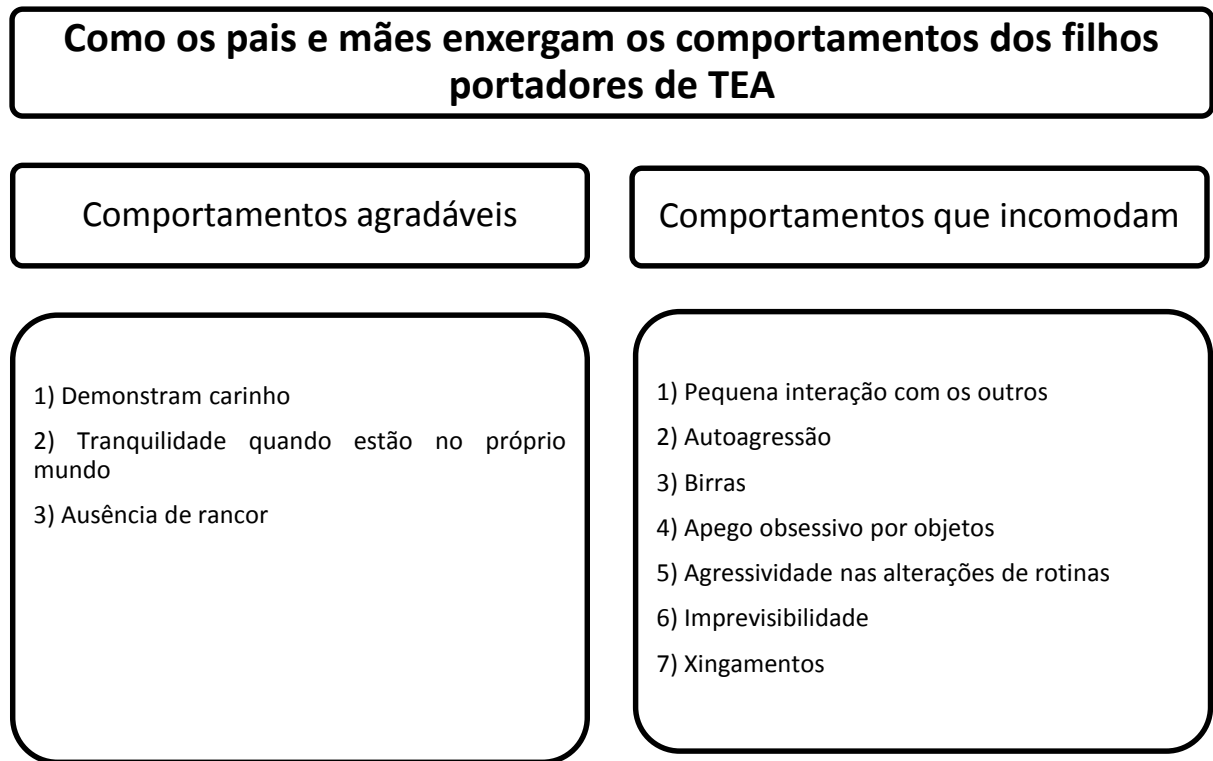 Como os pais e mães enxergam os comportamentos dos filhos
portadores de TEA
Comportamentos agradáveis
Comportamentos que incomodam
1) Demonstram carinho
2) Tranquilidade quando estão no próprio
mundo
3) Ausência de rancor
1) Pequena interação com os outros
2) Autoagressão
3) Birras
4) Apego obsessivo por objetos
5) Agressividade nas alterações de rotinas
6) Imprevisibilidade
7) Xingamentos